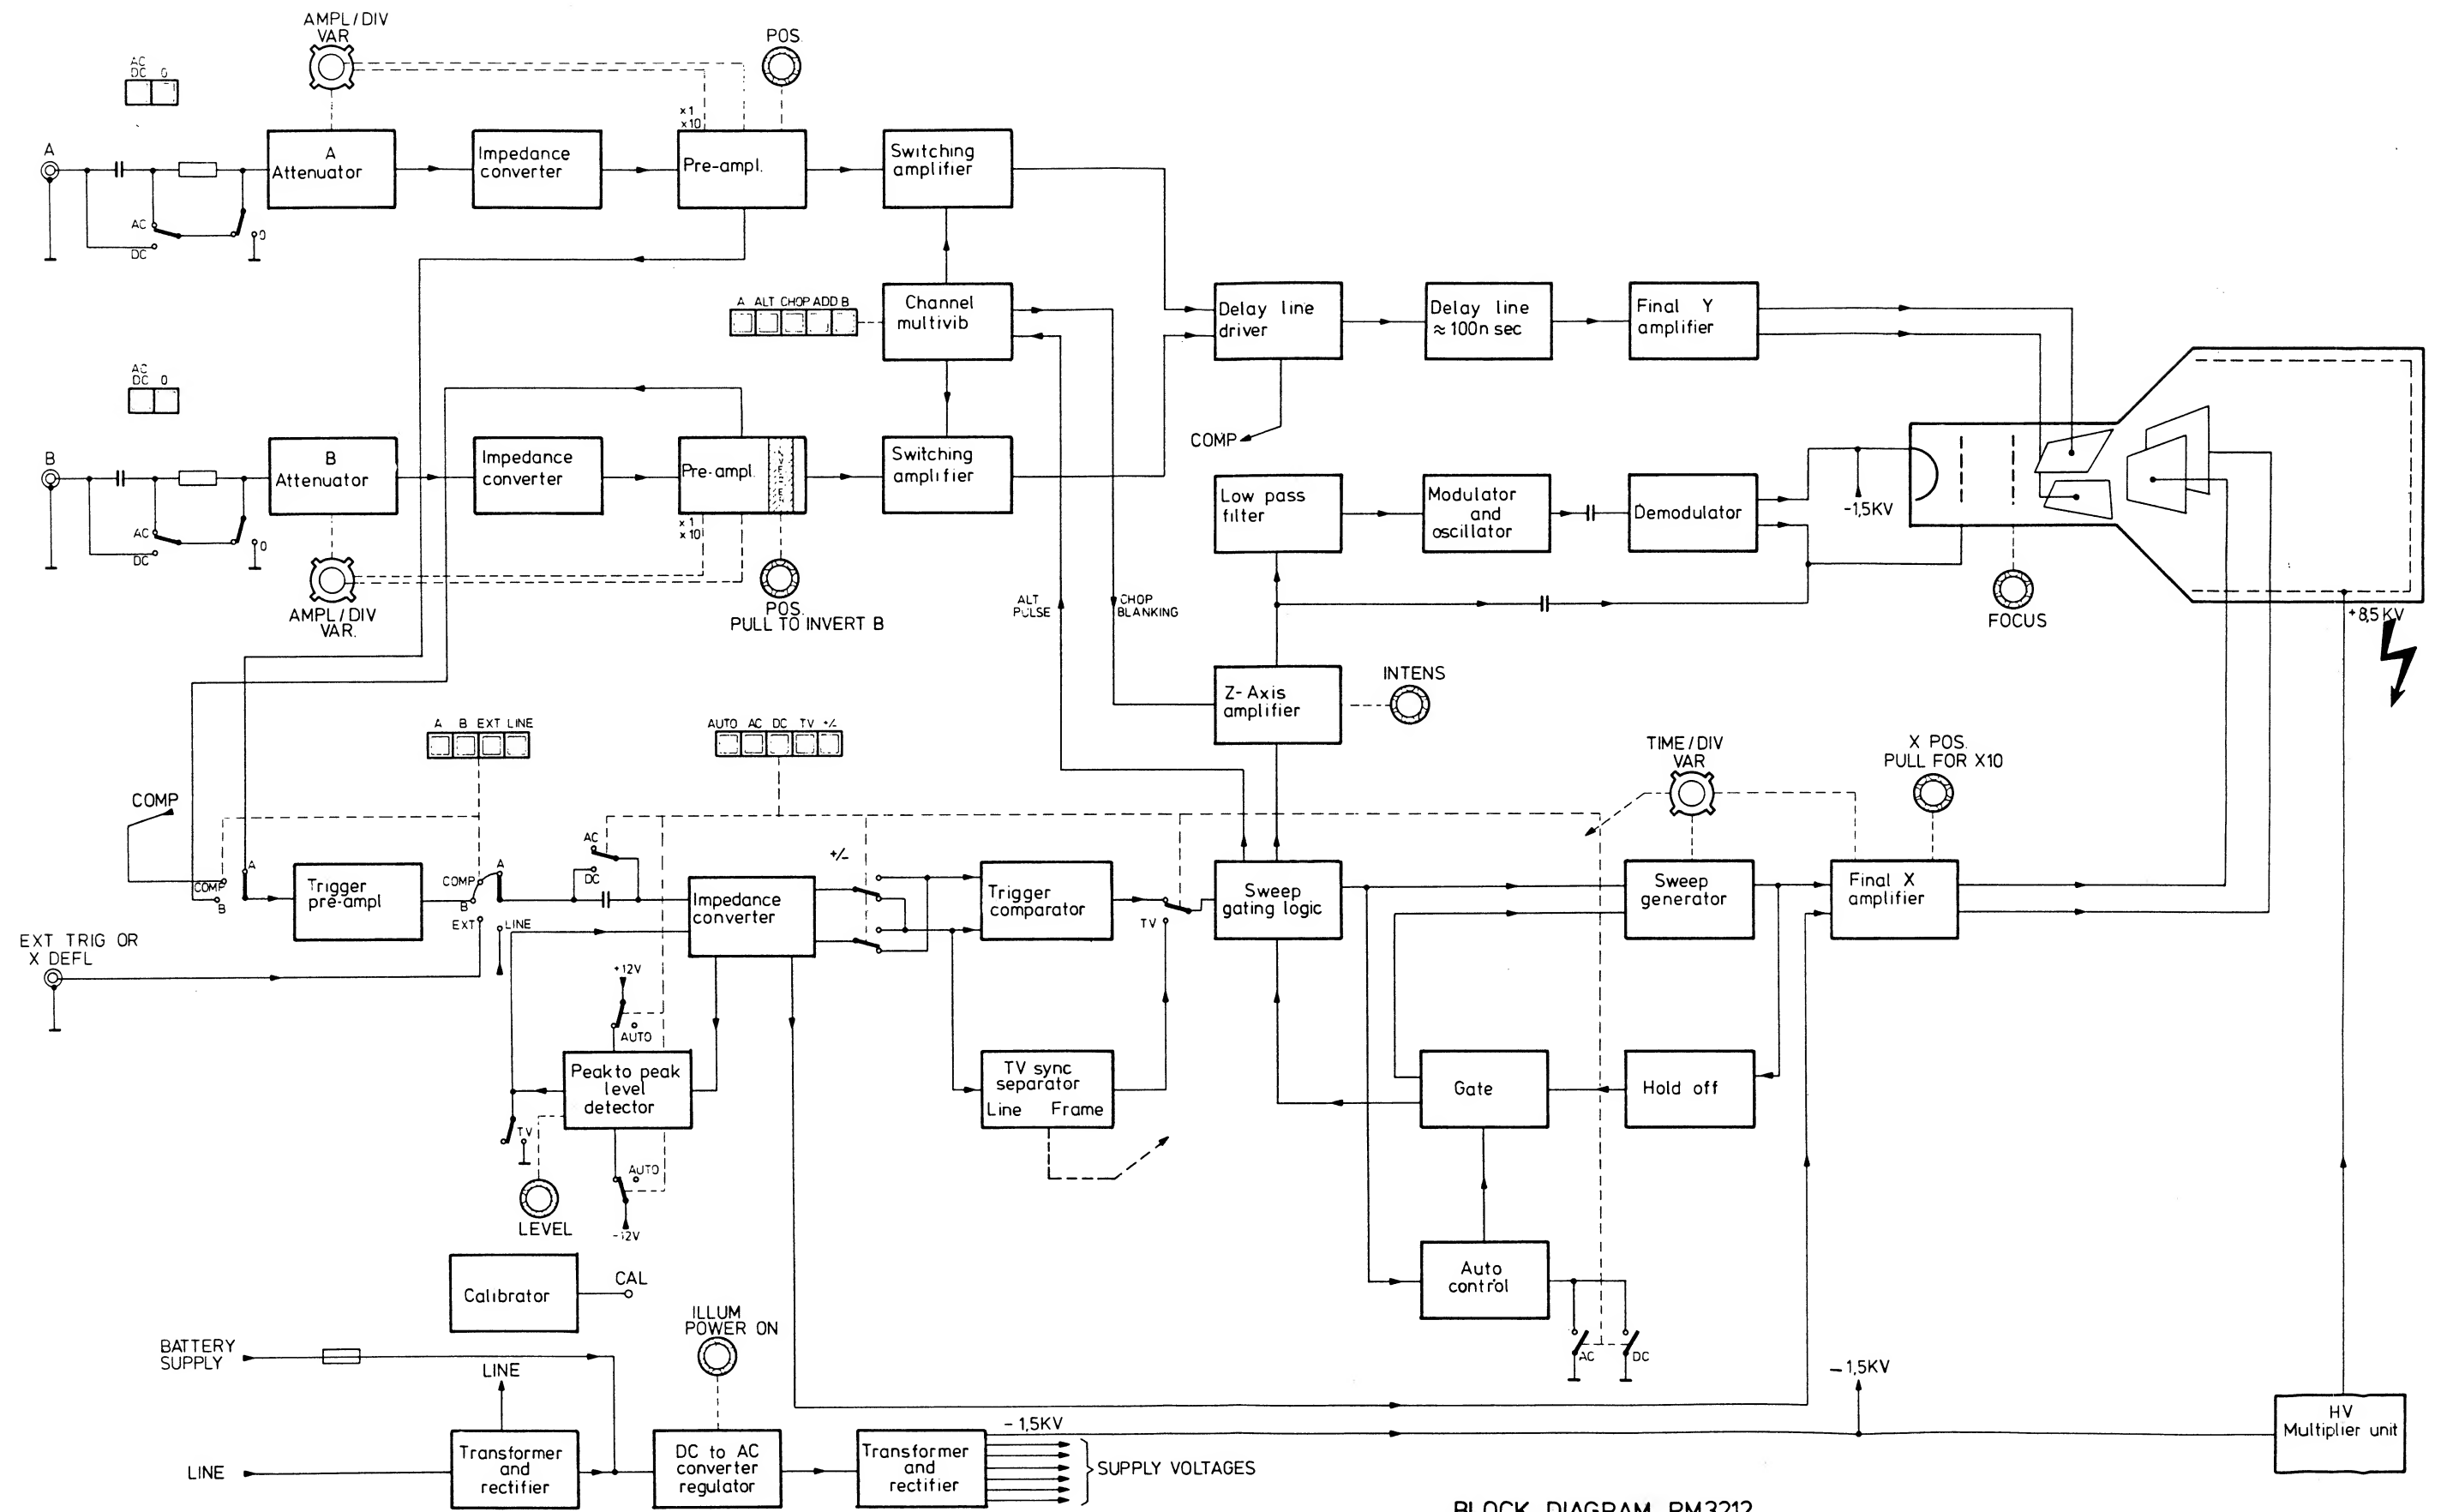 AMPL/DIV
VAR
POS.
AC
DC 0
x1
x10
A
A
Attenuator
Impedance
converter
Pre-ampl.
Switching
amplifier
AC
DC
0
A ALT CHOP ADD B
Channel
multivib
Delay line
driver
Delay line
≈100n sec
Final Y
amplifier
AC
DC 0
COMP
B
B
Attenuator
Impedance
converter
Pre-ampl.
Switching
amplifier
Low pass
filter
Modulator
and
oscillator
Demodulator
-1,5KV
x1
x10
AC
DC
0
AMPL/DIV
VAR.
POS.
PULL TO INVERT B
ALT
PULSE
CHOP
BLANKING
FOCUS
+8,5KV
Z-Axis
amplifier
INTENS
A B EXT LINE
AUTO AC DC TV +/-
TIME/DIV
VAR
X POS.
PULL FOR X10
COMP
A
COMP
B
Trigger
pre-ampl
COMP
A
B
EXT
LINE
AC
DC
Impedance
converter
+/-
Trigger
comparator
TV
Sweep
gating logic
Sweep
generator
Final X
amplifier
EXT TRIG OR
X DEFL
+12V
AUTO
Peak to peak
level
detector
TV sync
separator
Line Frame
Gate
Hold off
TV
AUTO
LEVEL
-12V
Calibrator
CAL
Auto
control
AC
DC
ILLUM
POWER ON
BATTERY
SUPPLY
LINE
-1,5KV
LINE
Transformer
and
rectifier
DC to AC
converter
regulator
Transformer
and
rectifier
-1,5KV
SUPPLY VOLTAGES
HV
Multiplier unit
BLOCK DIAGRAM PM3212